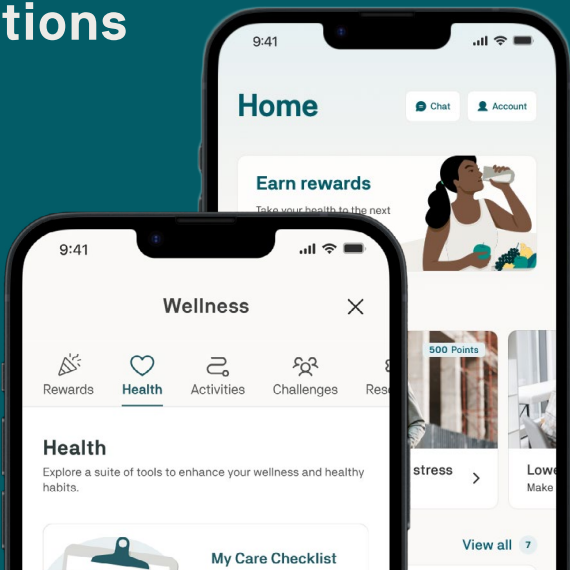 tions
9:41
Home
Chat
Account
Earn rewards
Take your health to the next
500 Points
stress
Lowe
Make
View all 7
9:41
Wellness
Rewards
Health
Activities
Challenges
Reso
Health
Explore a suite of tools to enhance your wellness and healthy
habits.
My Care Checklist